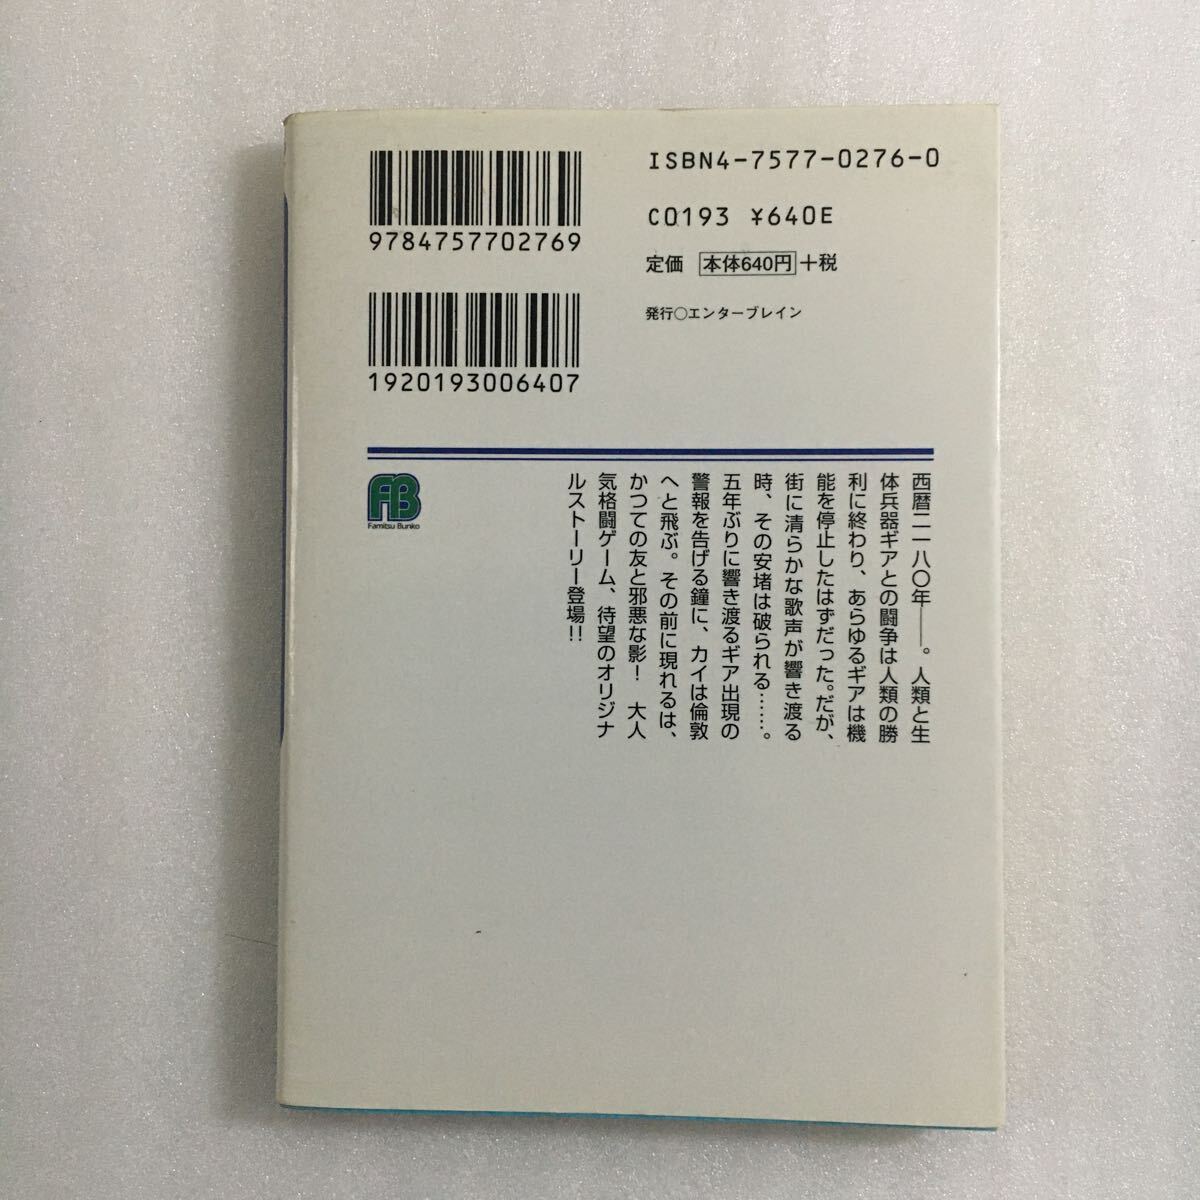 9784757702769
1920193006407
ISBN4-7577-0276-0
C0193 ¥640E
定価 本体640円+税
発行○エンターブレイン
西暦二一八〇年――。人類と生
体兵器ギアとの闘争は人類の勝
利に終わり、あらゆるギアは機
能を停止したはずだった。だが、
街に清らかな歌声が響き渡る
時、その安堵は破られる……。
五年ぶりに響き渡るギア出現の
警報を告げる鐘に、カイは倫敦
へと飛ぶ。その前に現れるは、
かつての友と邪悪な影！ 大人
気格闘ゲーム、待望のオリジナ
ルストーリー登場!!
FB
Famitsu Bunko